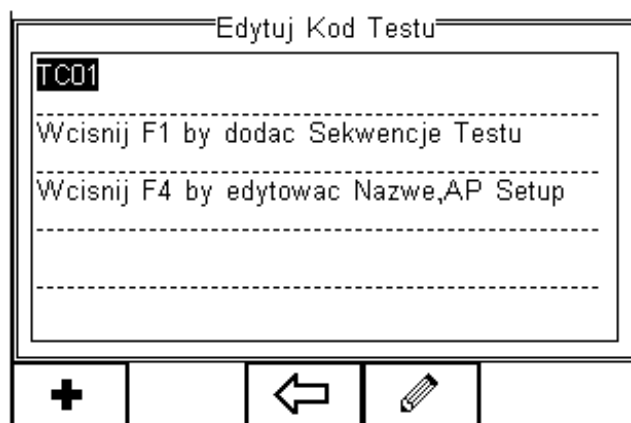 Edytuj Kod Testu
TC01
Wcisnij F1 by dodac Sekwencje Testu
Wcisnij F4 by edytowac Nazwe,AP Setup